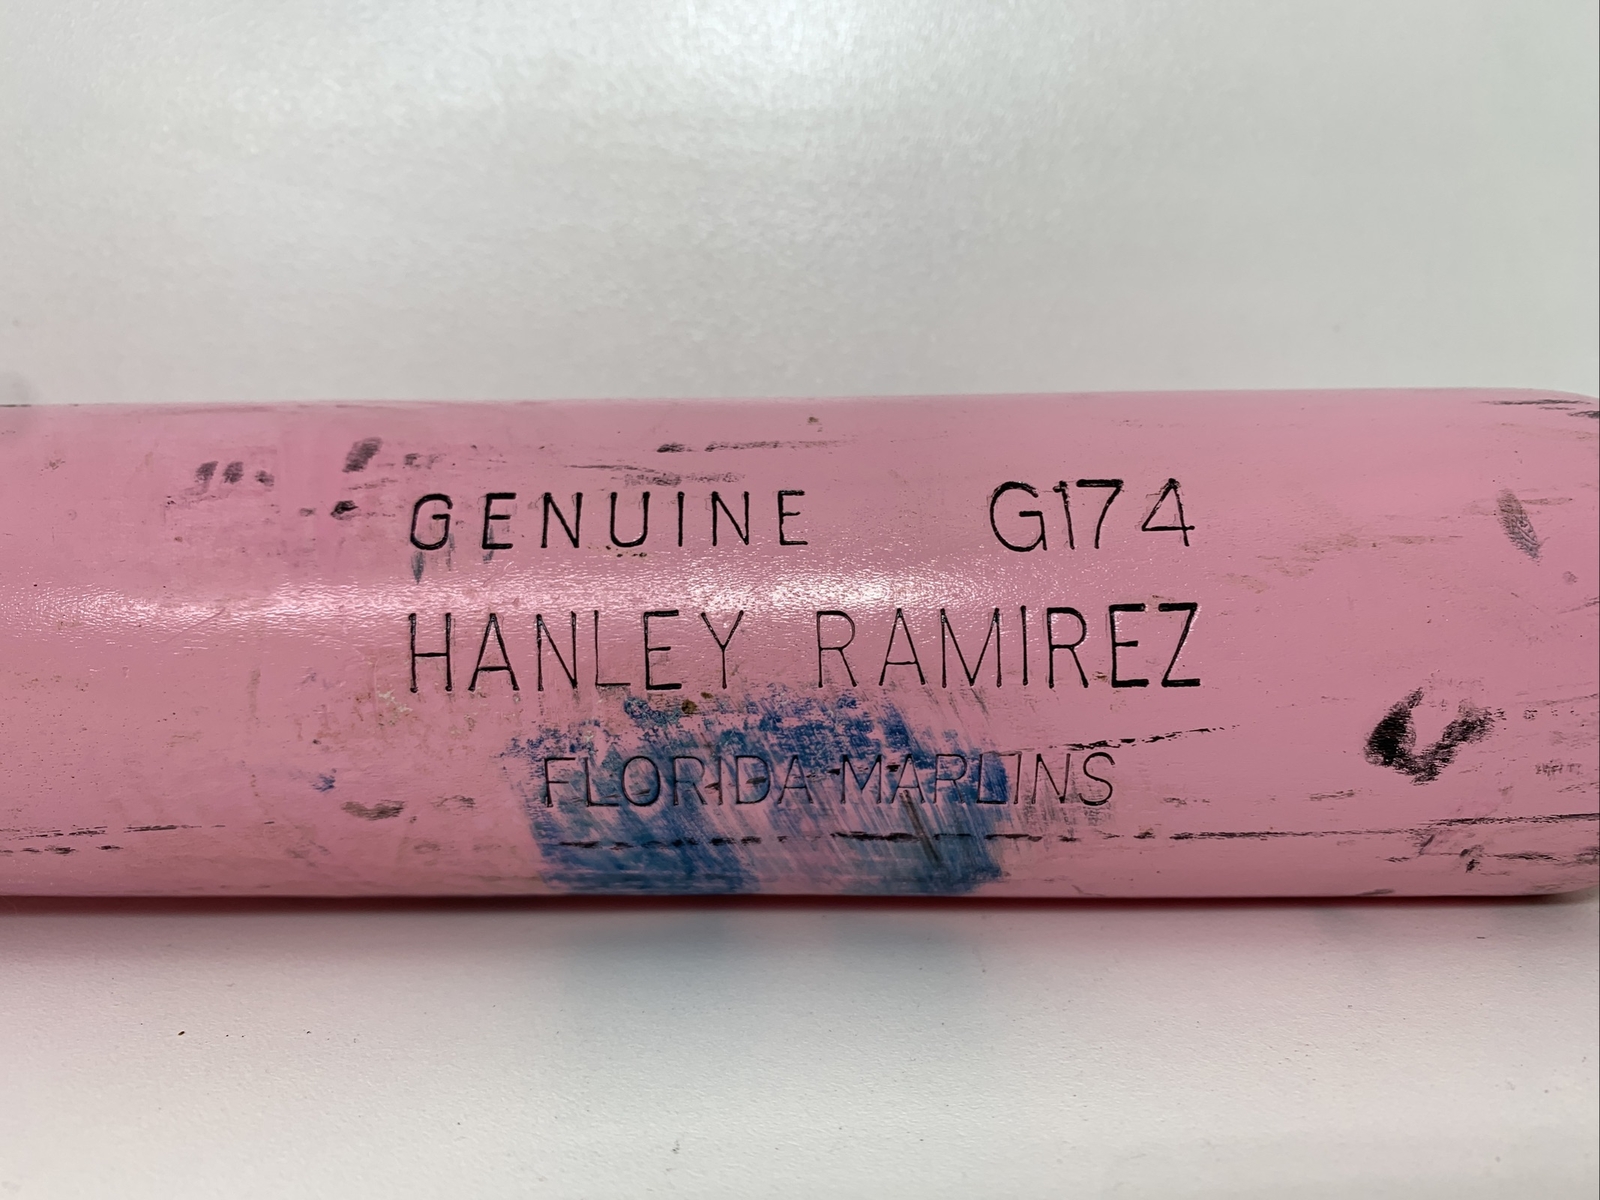 GENUINE G174
HANLEY RAMIREZ
FLORIDA MARLINS